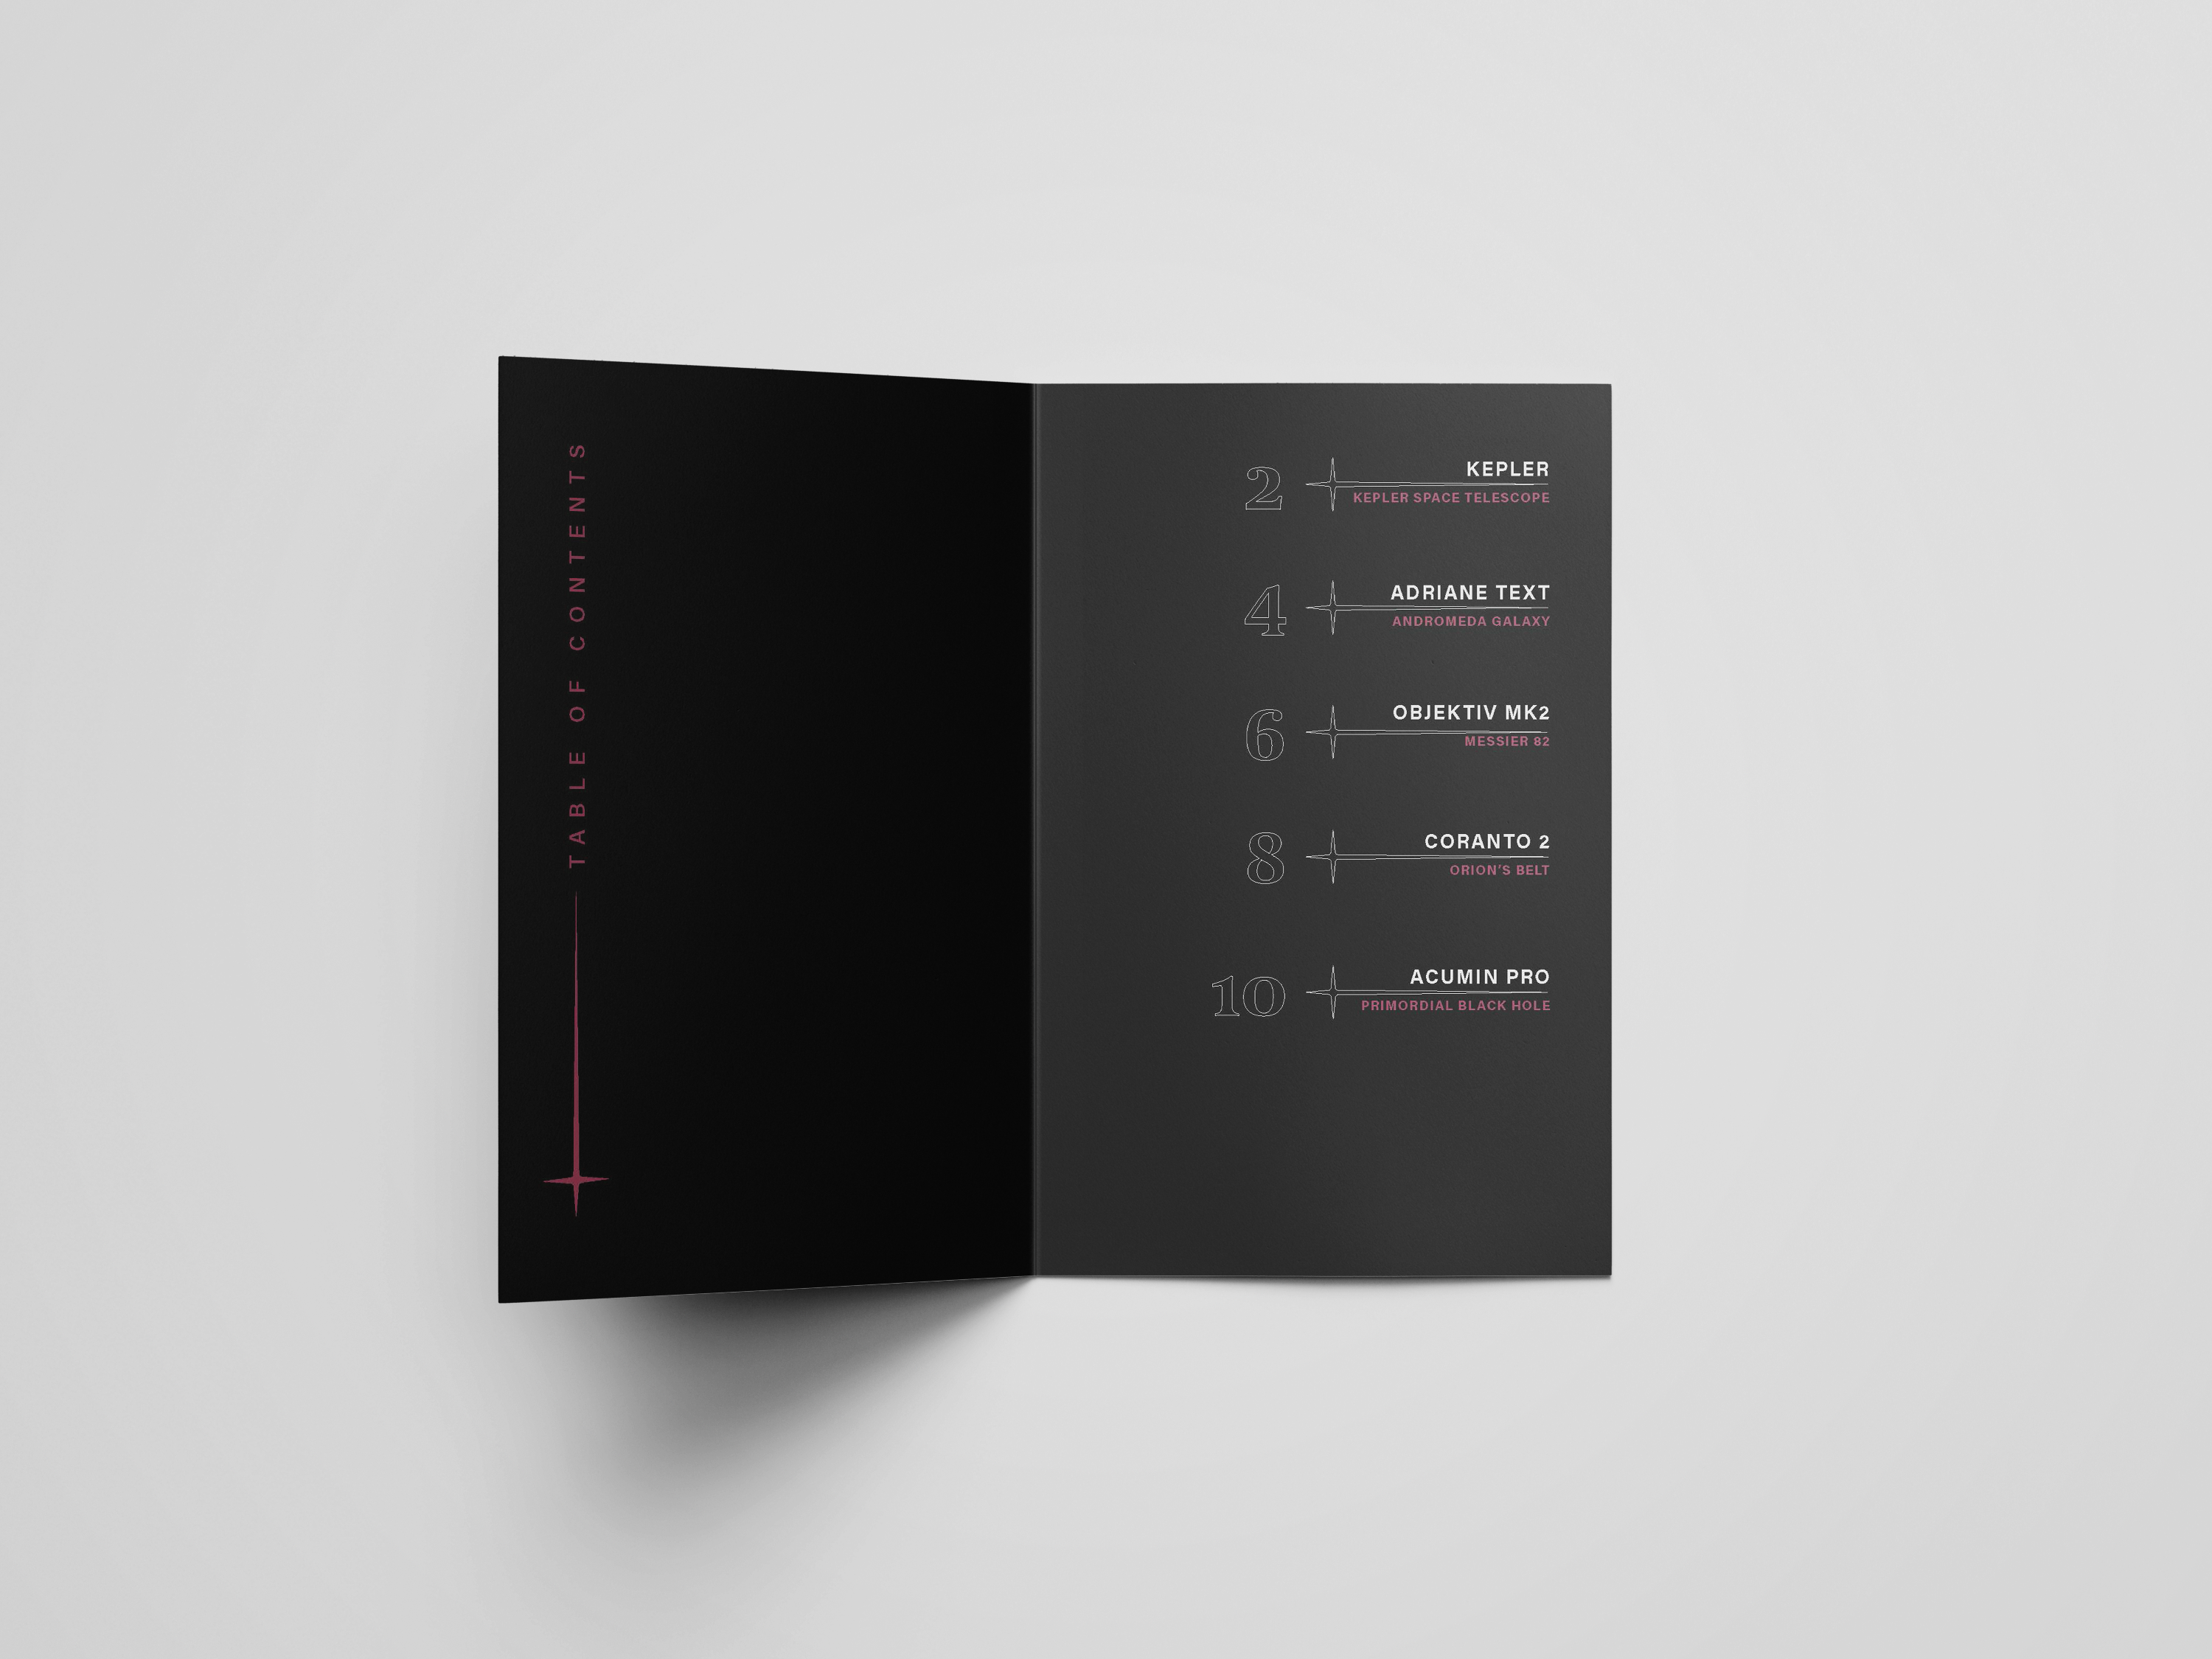 TABLE OF CONTENTS
2
KEPLER
KEPLER SPACE TELESCOPE
4
ADRIANE TEXT
ANDROMEDA GALAXY
6
OBJEKTIV MK2
MESSIER 82
8
CORANTO 2
ORION'S BELT
10
ACUMIN PRO
PRIMORDIAL BLACK HOLE